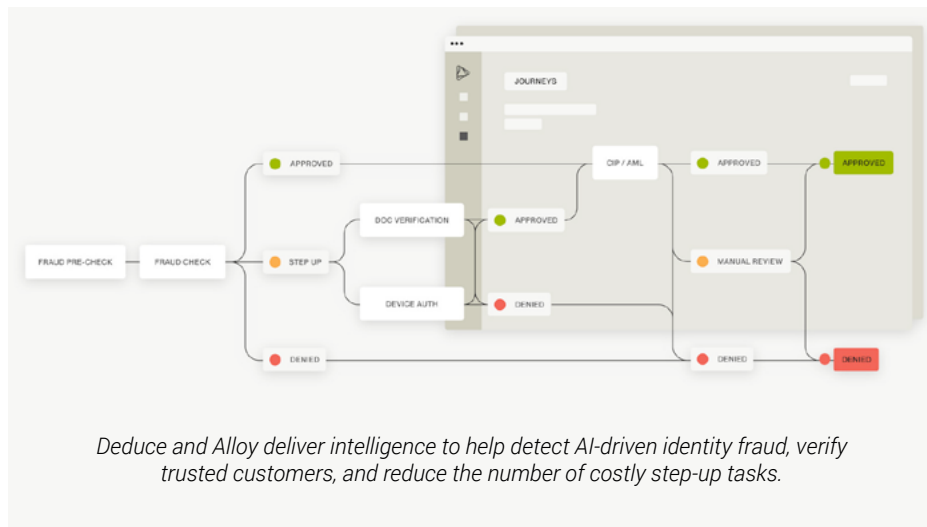 JOURNEYS
APPROVED
CIP / AML
APPROVED
APPROVED
DOC VERIFICATION
APPROVED
FRAUD PRE-CHECK
FRAUD CHECK
STEP UP
MANUAL REVIEW
DEVICE AUTH
DENIED
DENIED
DENIED
DENIED
Deduce and Alloy deliver intelligence to help detect AI-driven identity fraud, verify
trusted customers, and reduce the number of costly step-up tasks.